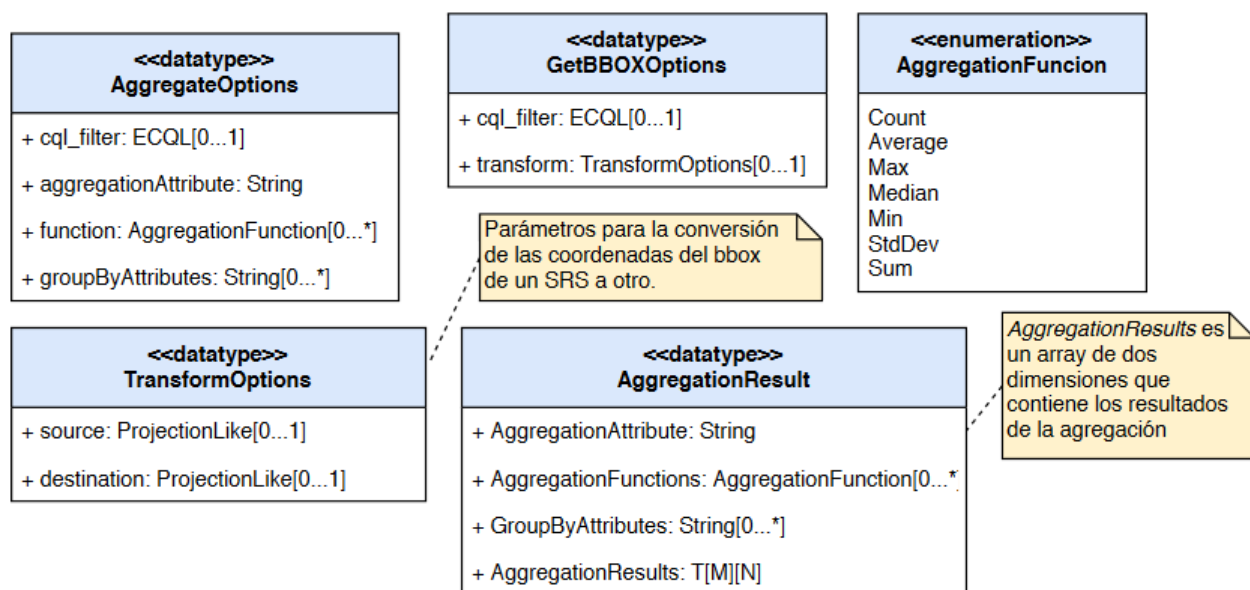 <<datatype>>
AggregateOptions
+ cql_filter: ECQL[0...1]
+ aggregationAttribute: String
+ function: AggregationFunction[0...*]
+ groupByAttributes: String[0...*]
<<datatype>>
GetBBOXOptions
+ cql_filter: ECQL[0...1]
+ transform: TransformOptions[0...1]
<<enumeration>>
AggregationFuncion
Count
Average
Max
Median
Min
StdDev
Sum
Parámetros para la conversión
de las coordenadas del bbox
de un SRS a otro.
<<datatype>>
TransformOptions
+ source: ProjectionLike[0...1]
+ destination: ProjectionLike[0...1]
<<datatype>>
AggregationResult
+ AggregationAttribute: String
+ AggregationFunctions: AggregationFunction[0...*]
+ GroupByAttributes: String[0...*]
+ AggregationResults: T[M][N]
AggregationResults es
un array de dos
dimensiones que
contiene los resultados
de la agregación